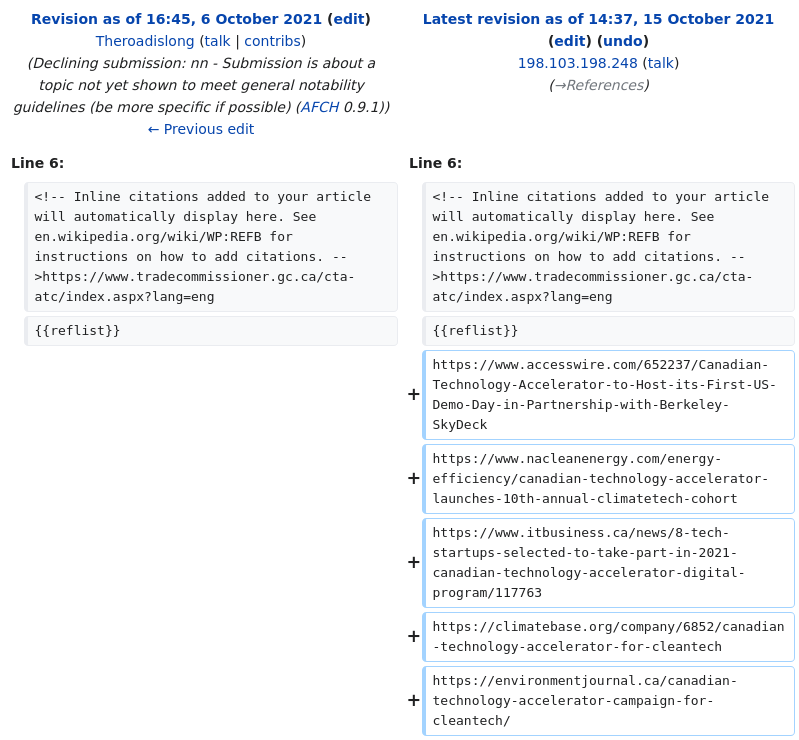 Revision as of 16:45, 6 October 2021 (edit)
Theroadislong (talk | contribs)
(Declining submission: nn - Submission is about a
topic not yet shown to meet general notability
guidelines (be more specific if possible) (AFCH 0.9.1))
← Previous edit
Latest revision as of 14:37, 15 October 2021
(edit) (undo)
198.103.198.248 (talk)
(→References)
Line 6:
Line 6:
<!-- Inline citations added to your article
will automatically display here. See
en.wikipedia.org/wiki/WP:REFB for
instructions on how to add citations. --
>https://www.tradecommissioner.gc.ca/cta-
atc/index.aspx?lang=eng
<!-- Inline citations added to your article
will automatically display here. See
en.wikipedia.org/wiki/WP:REFB for
instructions on how to add citations. --
>https://www.tradecommissioner.gc.ca/cta-
atc/index.aspx?lang=eng
{{reflist}}
{{reflist}}
+ https://www.accesswire.com/652237/Canadian-
Technology-Accelerator-to-Host-its-First-US-
Demo-Day-in-Partnership-with-Berkeley-
SkyDeck
+ https://www.nacleanenergy.com/energy-
efficiency/canadian-technology-accelerator-
launches-10th-annual-climatetech-cohort
+ https://www.itbusiness.ca/news/8-tech-
startups-selected-to-take-part-in-2021-
canadian-technology-accelerator-digital-
program/117763
+ https://climatebase.org/company/6852/canadian
-technology-accelerator-for-cleantech
+ https://environmentjournal.ca/canadian-
technology-accelerator-campaign-for-
cleantech/